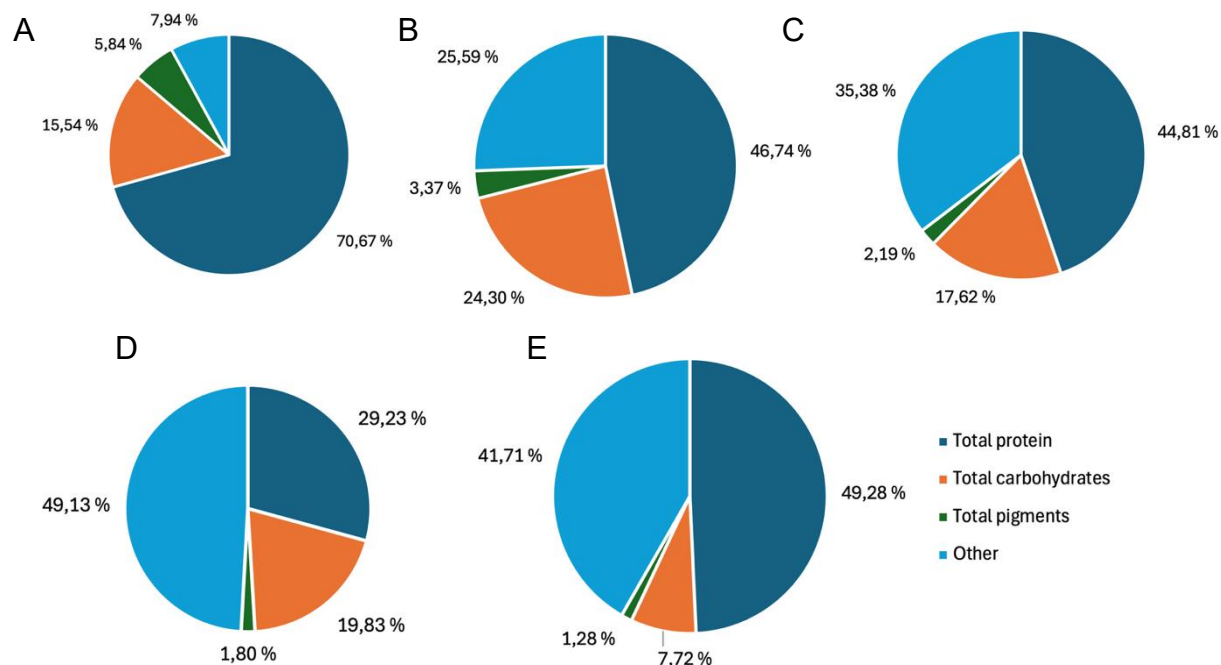 A
7,94 %
5,84 %
15,54 %
70,67 %
B
25,59 %
46,74 %
3,37 %
24,30 %
C
35,38 %
44,81 %
2,19 %
17,62 %
D
29,23 %
49,13 %
19,83 %
1,80 %
E
41,71 %
49,28 %
1,28 %
7,72 %
Total protein
Total carbohydrates
Total pigments
Other